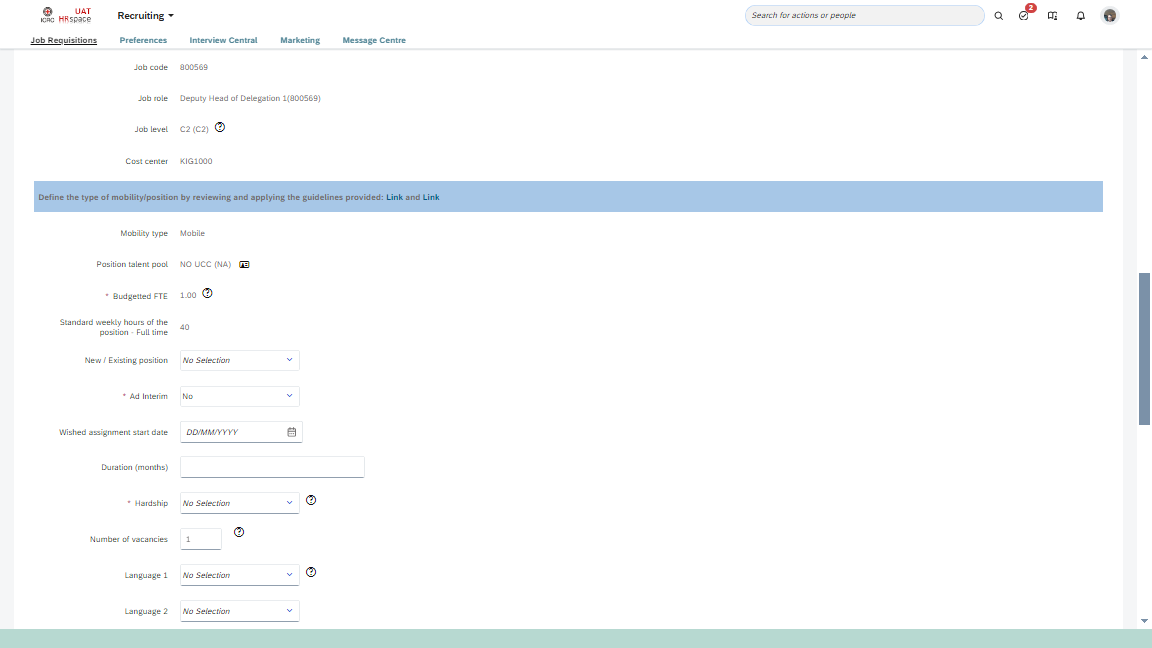 ICRC
UAT
HRspace
Recruiting
Search for actions or people
2
Job Requisitions
Preferences
Interview Central
Marketing
Message Centre
Job code 800569
Job role Deputy Head of Delegation 1(800569)
Job level C2 (C2)
Cost center KIG1000
Define the type of mobility/position by reviewing and applying the guidelines provided: Link and Link
Mobility type Mobile
Position talent pool NO UCC (NA)
* Budgetted FTE 1.00
Standard weekly hours of the
position - Full time 40
New / Existing position No Selection
* Ad Interim No
Wished assignment start date DD/MM/YYYY
Duration (months)
* Hardship No Selection
Number of vacancies 1
Language 1 No Selection
Language 2 No Selection